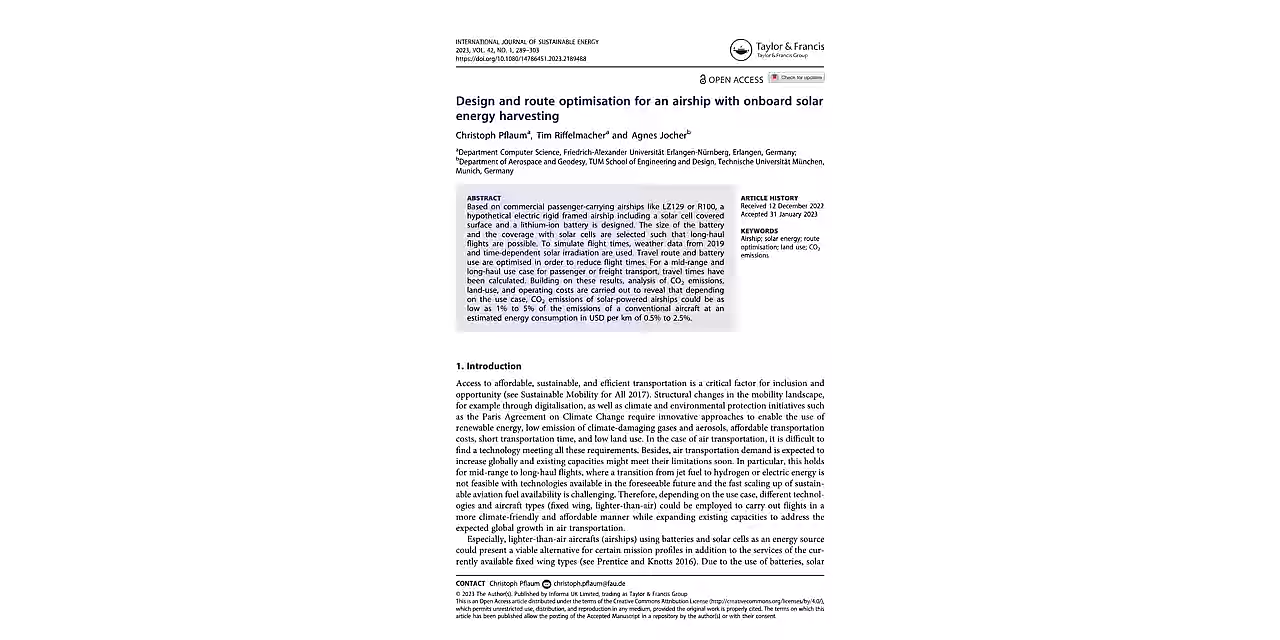 INTERNATIONAL JOURNAL OF SUSTAINABLE ENERGY
2023, VOL. 42, NO. 1, 289–303
https://doi.org/10.1080/14786451.2023.2189488
Taylor & Francis
Taylor & Francis Group
OPEN ACCESS
Check for updates
Design and route optimisation for an airship with onboard solar
energy harvesting
Christoph Pflaumᵃ, Tim Riffelmacherᵃ and Agnes Jocherᵇ
ᵃDepartment Computer Science, Friedrich-Alexander Universität Erlangen-Nürnberg, Erlangen, Germany;
ᵇDepartment of Aerospace and Geodesy, TUM School of Engineering and Design, Technische Universität München,
Munich, Germany
ABSTRACT
Based on commercial passenger-carrying airships like LZ129 or R100, a
hypothetical electric rigid framed airship including a solar cell covered
surface and a lithium-ion battery is designed. The size of the battery
and the coverage with solar cells are selected such that long-haul
flights are possible. To simulate flight times, weather data from 2019
and time-dependent solar irradiation are used. Travel route and battery
use are optimised in order to reduce flight times. For a mid-range and
long-haul use case for passenger or freight transport, travel times have
been calculated. Building on these results, analysis of CO₂ emissions,
land-use, and operating costs are carried out to reveal that depending
on the use case, CO₂ emissions of solar-powered airships could be as
low as 1% to 5% of the emissions of a conventional aircraft at an
estimated energy consumption in USD per km of 0.5% to 2.5%.
ARTICLE HISTORY
Received 12 December 2022
Accepted 31 January 2023
KEYWORDS
Airship; solar energy; route
optimisation; land use; CO₂
emissions
1. Introduction
Access to affordable, sustainable, and efficient transportation is a critical factor for inclusion and
opportunity (see Sustainable Mobility for All 2017). Structural changes in the mobility landscape,
for example through digitalisation, as well as climate and environmental protection initiatives such
as the Paris Agreement on Climate Change require innovative approaches to enable the use of
renewable energy, low emission of climate-damaging gases and aerosols, affordable transportation
costs, short transportation time, and low land use. In the case of air transportation, it is difficult to
find a technology meeting all these requirements. Besides, air transportation demand is expected to
increase globally and existing capacities might meet their limitations soon. In particular, this holds
for mid-range to long-haul flights, where a transition from jet fuel to hydrogen or electric energy is
not feasible with technologies available in the foreseeable future and the fast scaling up of sustain-
able aviation fuel availability is challenging. Therefore, depending on the use case, different technol-
ogies and aircraft types (fixed wing, lighter-than-air) could be employed to carry out flights in a
more climate-friendly and affordable manner while expanding existing capacities to address the
expected global growth in air transportation.
Especially, lighter-than-air aircrafts (airships) using batteries and solar cells as an energy source
could present a viable alternative for certain mission profiles in addition to the services of the cur-
rently available fixed wing types (see Prentice and Knotts 2016). Due to the use of batteries, solar
CONTACT Christoph Pflaum christoph.pflaum@fau.de
© 2023 The Author(s). Published by Informa UK Limited, trading as Taylor & Francis Group
This is an Open Access article distributed under the terms of the Creative Commons Attribution License (http://creativecommons.org/licenses/by/4.0/),
which permits unrestricted use, distribution, and reproduction in any medium, provided the original work is properly cited. The terms on which this
article has been published allow the posting of the Accepted Manuscript in a repository by the author(s) or with their consent.